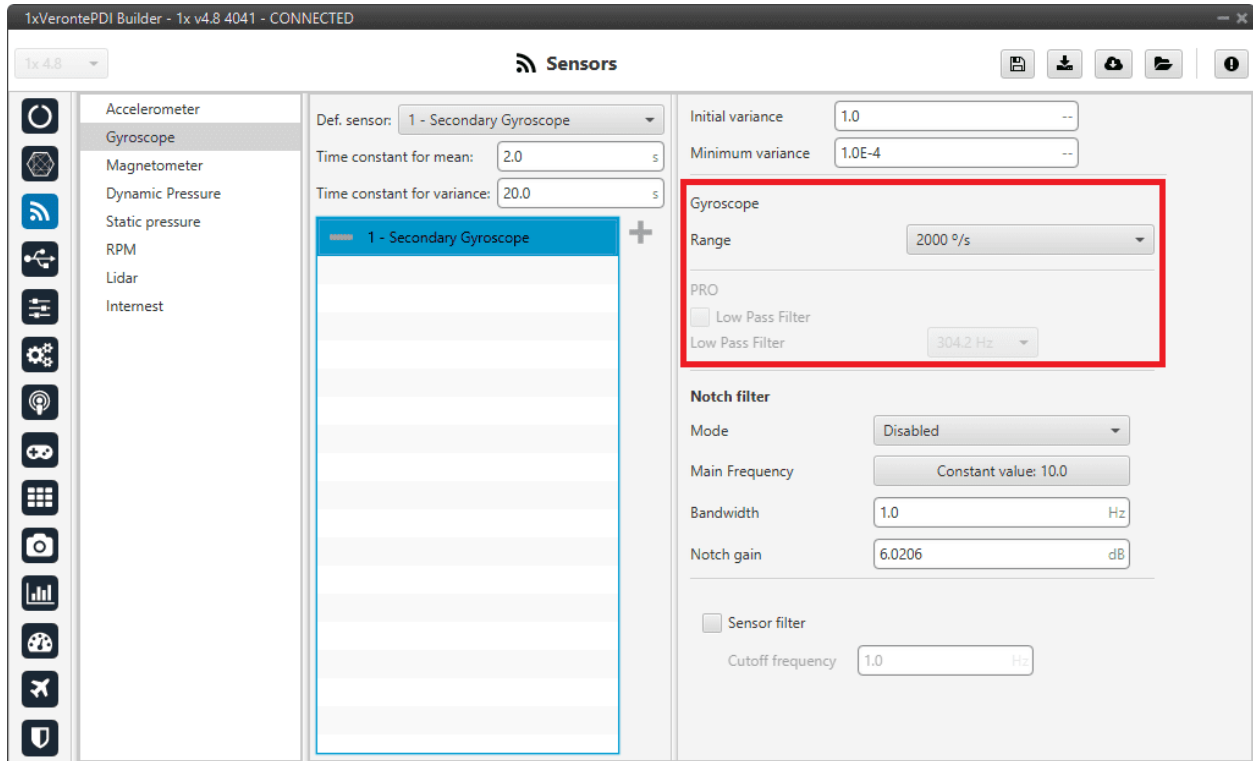 1xVerontePDI Builder - 1x v4.8 4041 - CONNECTED
1x 4.8
Sensors
Accelerometer
Gyroscope
Magnetometer
Dynamic Pressure
Static pressure
RPM
Lidar
Internest
Def. sensor: 1 - Secondary Gyroscope
Time constant for mean: 2.0 s
Time constant for variance: 20.0 s
1 - Secondary Gyroscope
Initial variance 1.0 --
Minimum variance 1.0E-4 --
Gyroscope
Range 2000 º/s
PRO
Low Pass Filter
Low Pass Filter 304.2 Hz
Notch filter
Mode Disabled
Main Frequency Constant value: 10.0
Bandwidth 1.0 Hz
Notch gain 6.0206 dB
Sensor filter
Cutoff frequency 1.0 Hz